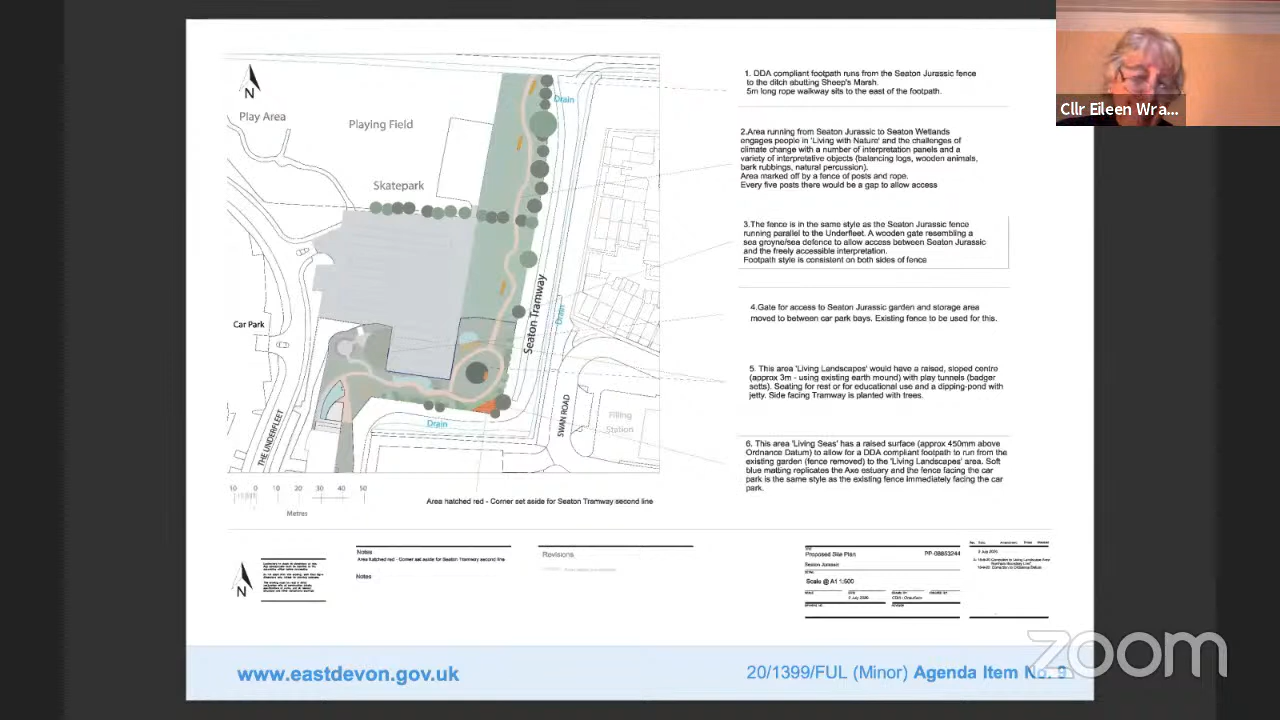 Cllr Eileen Wra...
N
Play Area
Playing Field
Skatepark
Drain
Car Park
Seaton Tramway
Drain
THE UNDERFLEET
SWAN ROAD
Filling
Station
Drain
10 0 10 20 30 40 50
Metres
Area hatched red - Corner set aside for Seaton Tramway second line
1. DDA compliant footpath runs from the Seaton Jurassic fence
to the ditch abutting Sheep's Marsh.
5m long rope walkway sits to the east of the footpath.
2.Area running from Seaton Jurassic to Seaton Wetlands
engages people in 'Living with Nature' and the challenges of
climate change with a number of interpretation panels and a
variety of interpretative objects (balancing logs, wooden animals,
bark rubbings, natural percussion).
Area marked off by a fence of posts and rope.
Every five posts there would be a gap to allow access
3.The fence is in the same style as the Seaton Jurassic fence
running parallel to the Underfleet. A wooden gate resembling a
sea groyne/sea defence to allow access between Seaton Jurassic
and the freely accessible interpretation.
Footpath style is consistent on both sides of fence
4.Gate for access to Seaton Jurassic garden and storage area
moved to between car park bays. Existing fence to be used for this.
5. This area 'Living Landscapes' would have a raised, sloped centre
(approx 3m - using existing earth mound) with play tunnels (badger
setts). Seating for rest or for educational use and a dipping-pond with
jetty. Side facing Tramway is planted with trees.
6. This area 'Living Seas' has a raised surface (approx 450mm above
Ordnance Datum) to allow for a DDA compliant footpath to run from the
existing garden (fence removed) to the 'Living Landscapes' area. Soft
blue matting replicates the Axe estuary and the fence facing the car
park is the same style as the existing fence immediately facing the car
park.
N
Notes
Area hatched red - Corner set aside for Seaton Tramway second line
Notes
Revisions
Proposed Site Plan
Seaton Jurassic
Scale @ A1 1:500
2 July 2020
www.eastdevon.gov.uk
20/1399/FUL (Minor) Agenda Item No. 9
zoom